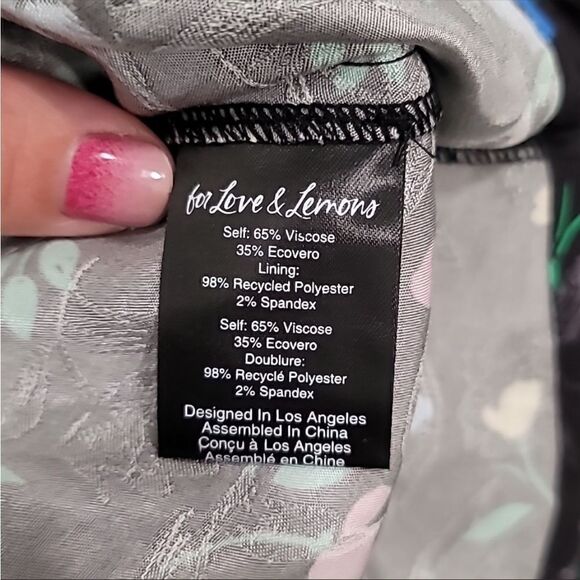 for Love & Lemons
Self: 65% Viscose
35% Ecovero
Lining:
98% Recycled Polyester
2% Spandex
Self: 65% Viscose
35% Ecovero
Doublure:
98% Recyclé Polyester
2% Spandex
Designed In Los Angeles
Assembled In China
Conçu à Los Angeles
Assemblé en Chine